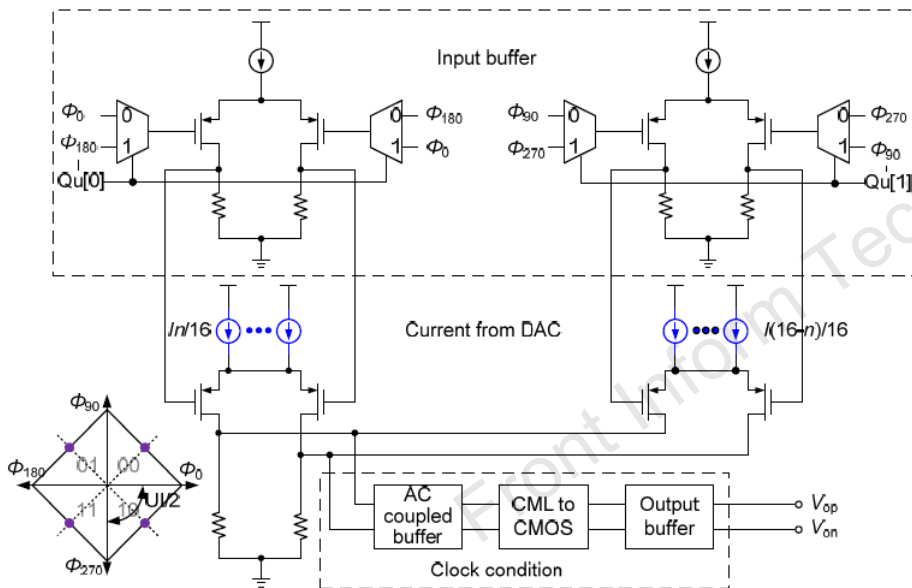 Input buffer
Φ0
0
Φ180
1
Qu[0]
0
Φ180
1
Φ0
Φ90
0
Φ270
1
0
Φ270
1
Φ90
Qu[1]
In/16
Current from DAC
I(16-n)/16
Φ90
Φ180
01
00
Φ0
11
10
UI/2
Φ270
AC
coupled
buffer
CML to
CMOS
Output
buffer
Vop
Von
Clock condition
Front Inform Tec